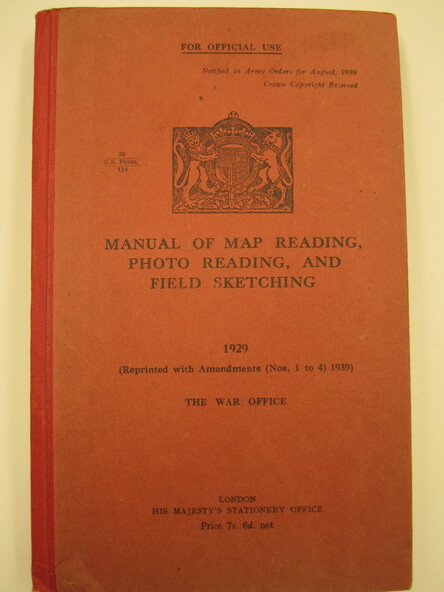 FOR OFFICIAL USE
Notified in Army Orders for August, 1939
Crown Copyright Reserved
G.S. Publns.
124
MANUAL OF MAP READING,
PHOTO READING, AND
FIELD SKETCHING
1929
(Reprinted with Amendments (Nos. 1 to 4) 1939)
THE WAR OFFICE
LONDON
HIS MAJESTY'S STATIONERY OFFICE
Price 7s. 6d. net